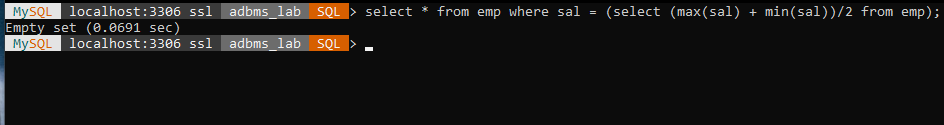 MySQL localhost:3306 ssl adbms_lab SQL > select * from emp where sal = (select (max(sal) + min(sal))/2 from emp);
Empty set (0.0691 sec)
MySQL localhost:3306 ssl adbms_lab SQL >